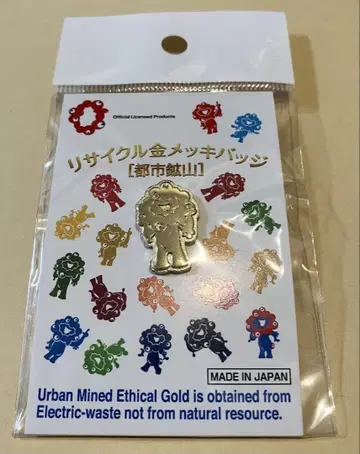 Official Licensed Products
リサイクル金メッキバッジ
[都市鉱山]
MADE IN JAPAN
Urban Mined Ethical Gold is obtained from
Electric-waste not from natural resource.